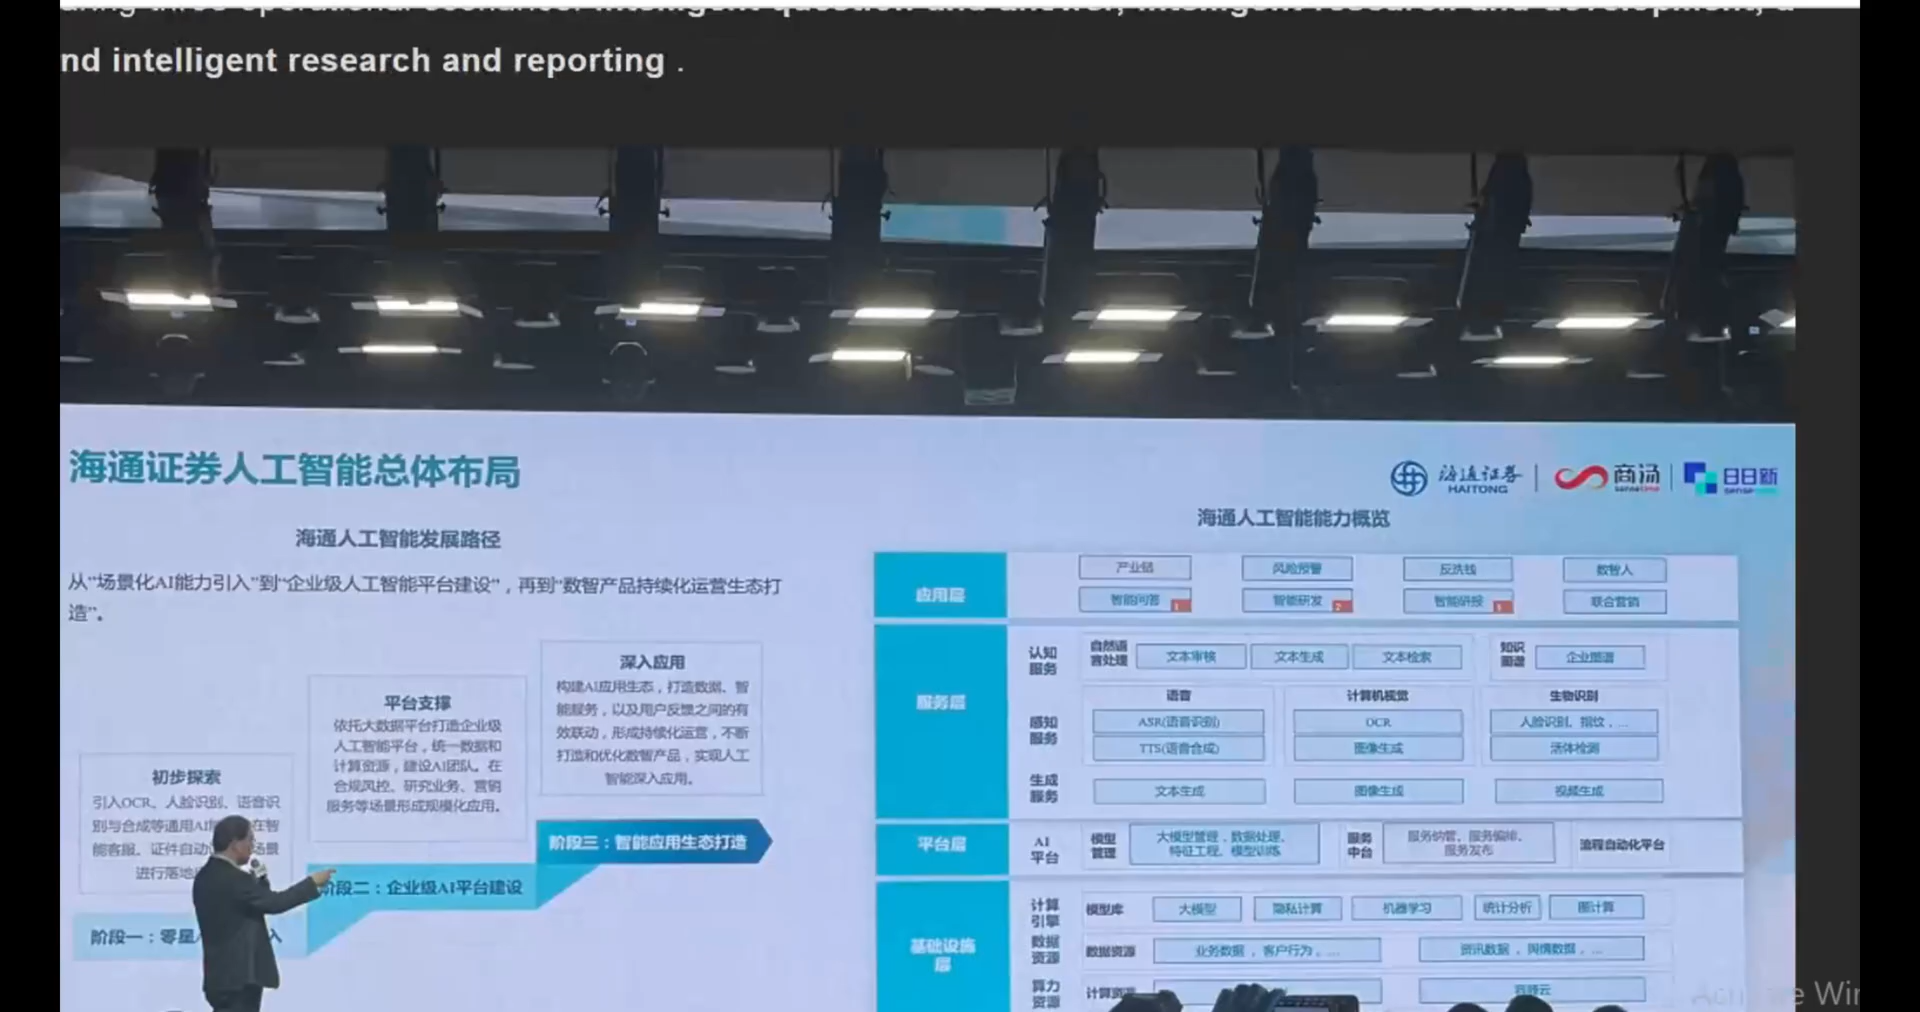 nd intelligent research and reporting .
海通证券人工智能总体布局
海通证券
HAITONG
商汤
sensetime
日日新
海通人工智能发展路径
从“场景化AI能力引入”到“企业级人工智能平台建设”，再到“数智产品持续化运营生态打
造”。
深入应用
构建AI应用生态，打造数据、智
能服务，以及用户反馈之间的有
效联动，形成持续化运营，不断
打造和优化数智产品，实现人工
智能深入应用。
平台支撑
依托大数据平台打造企业级
人工智能平台，统一数据和
计算资源，建设AI团队。在
合规风控、研究业务、营销
服务等场景形成规模化应用。
初步探索
引入OCR、人脸识别、语音识
别与合成等通用AI 在智
能客服、证件自动 场景
进行落地
阶段三：智能应用生态打造
阶段二：企业级AI平台建设
阶段一：零星 入
海通人工智能能力概览
应用层
产业链 风险预警 反洗钱 数智人
智能问答 1 智能研发 2 智能研报 联合营销
服务层
认知
服务
自然语
言处理
文本审核 文本生成 文本检索
知识
图谱
企业图谱
感知
服务
语音 计算机视觉 生物识别
ASR(语音识别) OCR 人脸识别、指纹，...
TTS(语音合成) 图像生成 活体检测
生成
服务
文本生成 图像生成 视频生成
平台层
AI
平台
模型
管理
大模型管理、数据处理、
特征工程、模型训练
服务
中台
服务纳管、服务编排、
服务发布
流程自动化平台
基础设施
层
计算
引擎
模型库 大模型 隐私计算 机器学习 统计分析 图计算
数据
资源
数据资源 业务数据，客户行为，... 资讯数据，舆情数据，...
算力
资源
计算资源